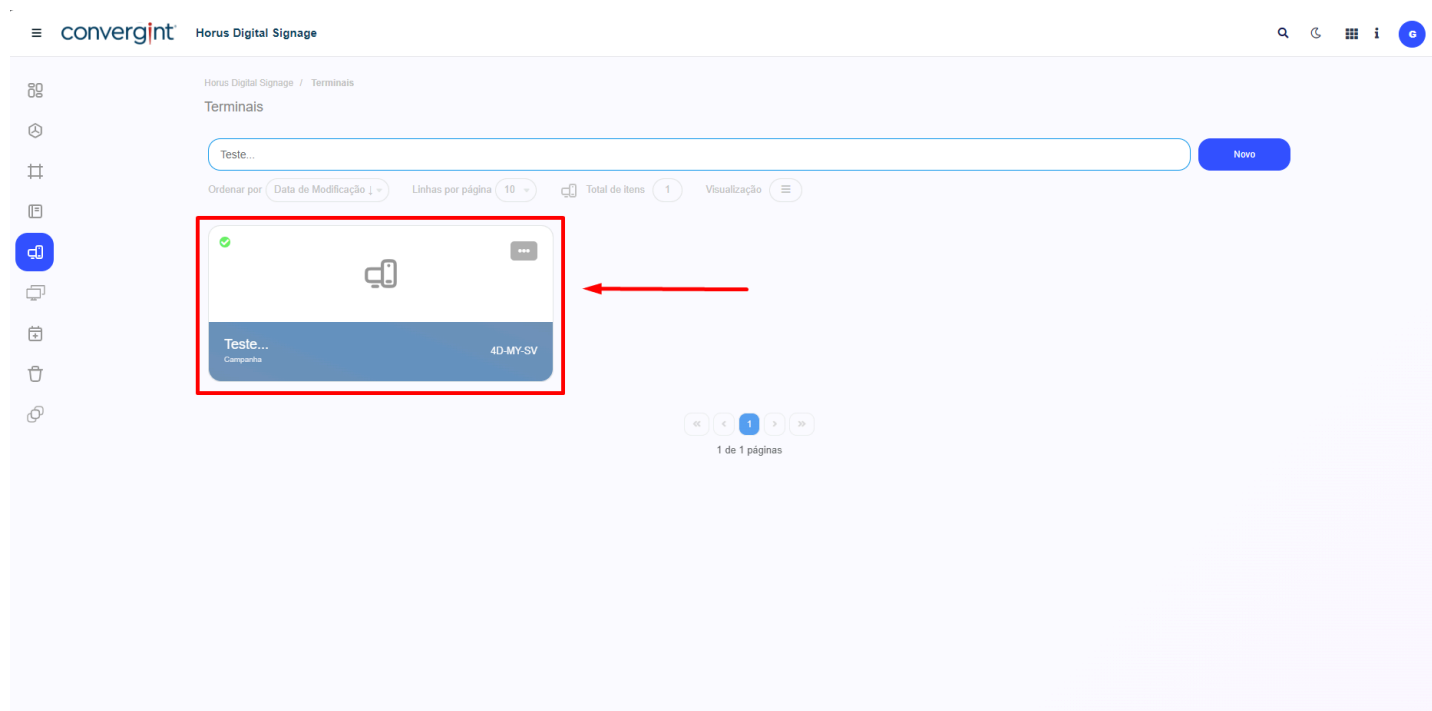 convergint Horus Digital Signage
G
Horus Digital Signage / Terminais
Terminais
Teste...
Novo
Ordenar por Data de Modificação ↓ Linhas por página 10 Total de itens 1 Visualização
Teste...
Campanha
4D-MY-SV
« ‹ 1 › »
1 de 1 páginas